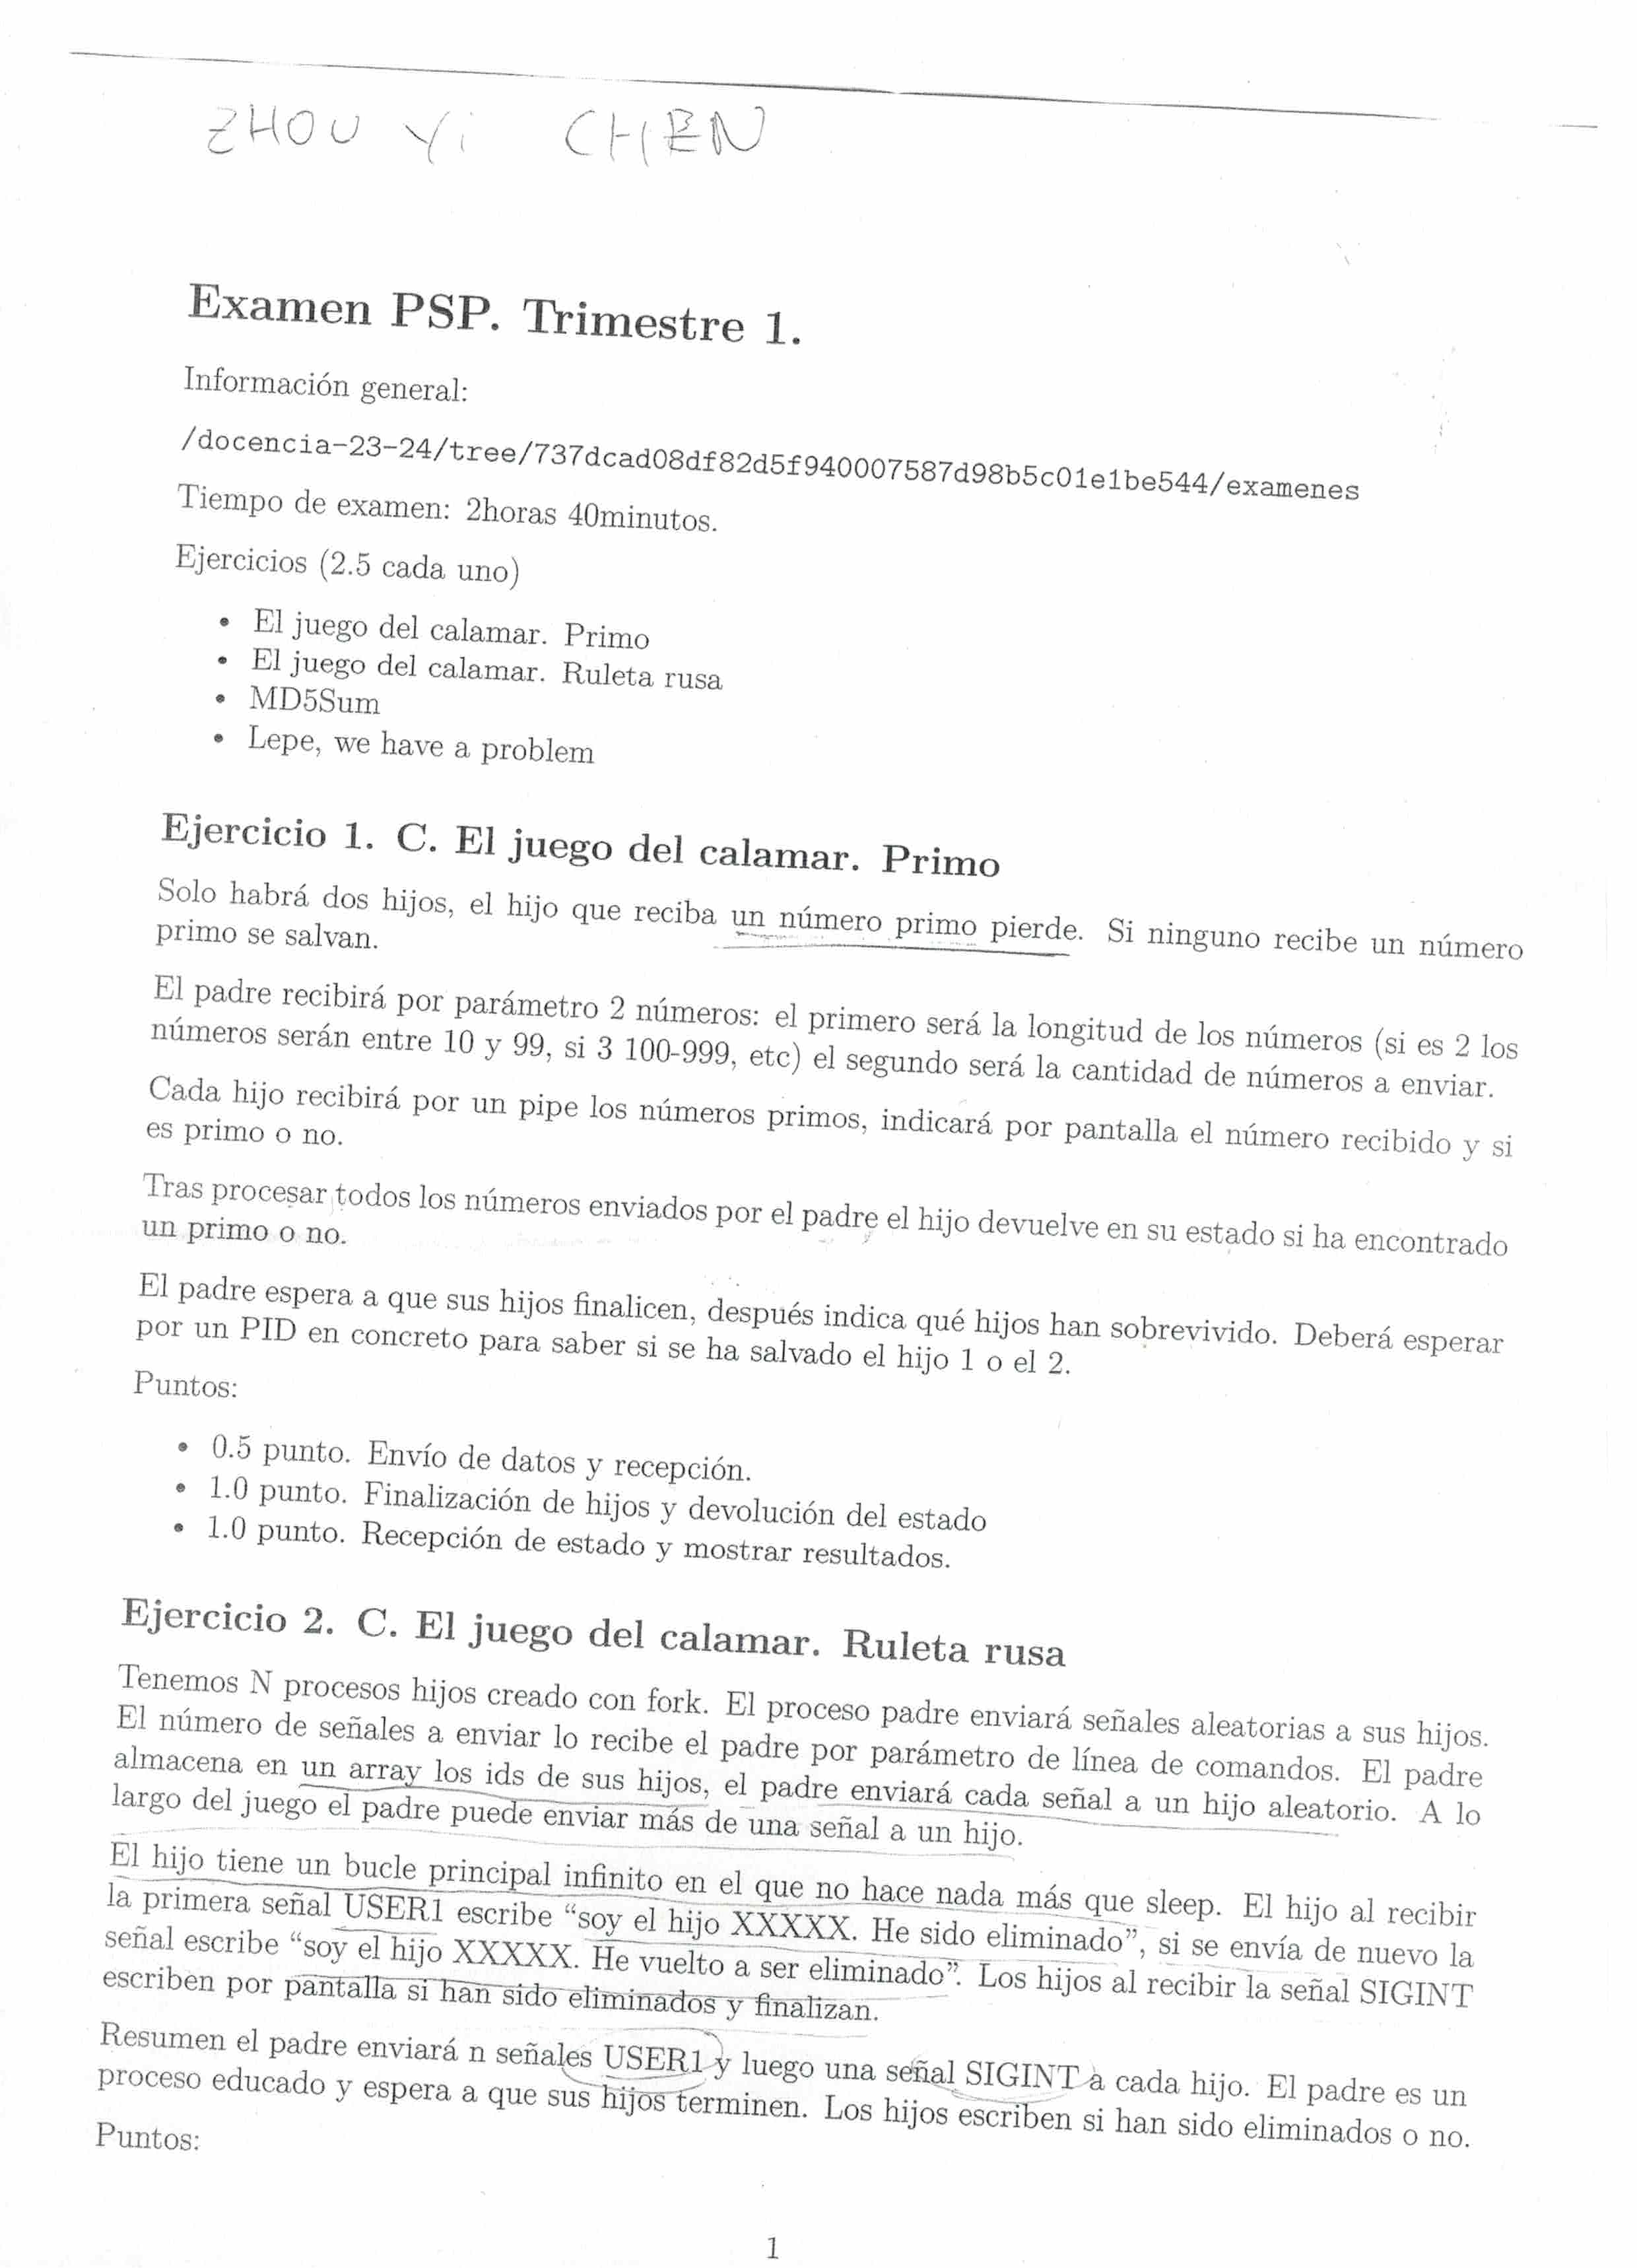 ZHOU Yi CHEN
Examen PSP. Trimestre 1.
Información general:
/docencia-23-24/tree/737dcad08df82d5f940007587d98b5c01e1be544/examenes
Tiempo de examen: 2horas 40minutos.
Ejercicios (2.5 cada uno)
• El juego del calamar. Primo
• El juego del calamar. Ruleta rusa
• MD5Sum
• Lepe, we have a problem
Ejercicio 1. C. El juego del calamar. Primo
Solo habrá dos hijos, el hijo que reciba un número primo pierde. Si ninguno recibe un número
primo se salvan.
El padre recibirá por parámetro 2 números: el primero será la longitud de los números (si es 2 los
números serán entre 10 y 99, si 3 100-999, etc) el segundo será la cantidad de números a enviar.
Cada hijo recibirá por un pipe los números primos, indicará por pantalla el número recibido y si
es primo o no.
Tras procesar todos los números enviados por el padre el hijo devuelve en su estado si ha encontrado
un primo o no.
El padre espera a que sus hijos finalicen, después indica qué hijos han sobrevivido. Deberá esperar
por un PID en concreto para saber si se ha salvado el hijo 1 o el 2.
Puntos:
• 0.5 punto. Envío de datos y recepción.
• 1.0 punto. Finalización de hijos y devolución del estado
• 1.0 punto. Recepción de estado y mostrar resultados.
Ejercicio 2. C. El juego del calamar. Ruleta rusa
Tenemos N procesos hijos creado con fork. El proceso padre enviará señales aleatorias a sus hijos.
El número de señales a enviar lo recibe el padre por parámetro de línea de comandos. El padre
almacena en un array los ids de sus hijos, el padre enviará cada señal a un hijo aleatorio. A lo
largo del juego el padre puede enviar más de una señal a un hijo.
El hijo tiene un bucle principal infinito en el que no hace nada más que sleep. El hijo al recibir
la primera señal USER1 escribe “soy el hijo XXXXX. He sido eliminado”, si se envía de nuevo la
señal escribe “soy el hijo XXXXX. He vuelto a ser eliminado”. Los hijos al recibir la señal SIGINT
escriben por pantalla si han sido eliminados y finalizan.
Resumen el padre enviará n señales USER1 y luego una señal SIGINT a cada hijo. El padre es un
proceso educado y espera a que sus hijos terminen. Los hijos escriben si han sido eliminados o no.
Puntos:
1